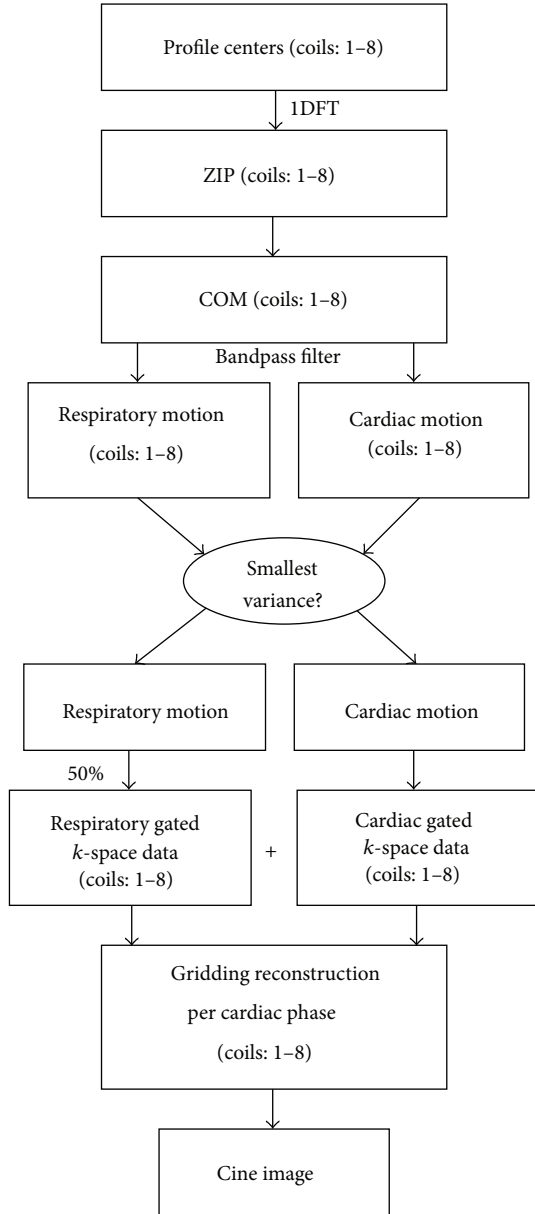 Profile centers (coils: 1–8)
1DFT
ZIP (coils: 1–8)
COM (coils: 1–8)
Bandpass filter
Respiratory motion
(coils: 1–8)
Cardiac motion
(coils: 1–8)
Smallest
variance?
Respiratory motion
Cardiac motion
50%
Respiratory gated
k-space data
(coils: 1–8)
+
Cardiac gated
k-space data
(coils: 1–8)
Gridding reconstruction
per cardiac phase
(coils: 1–8)
Cine image